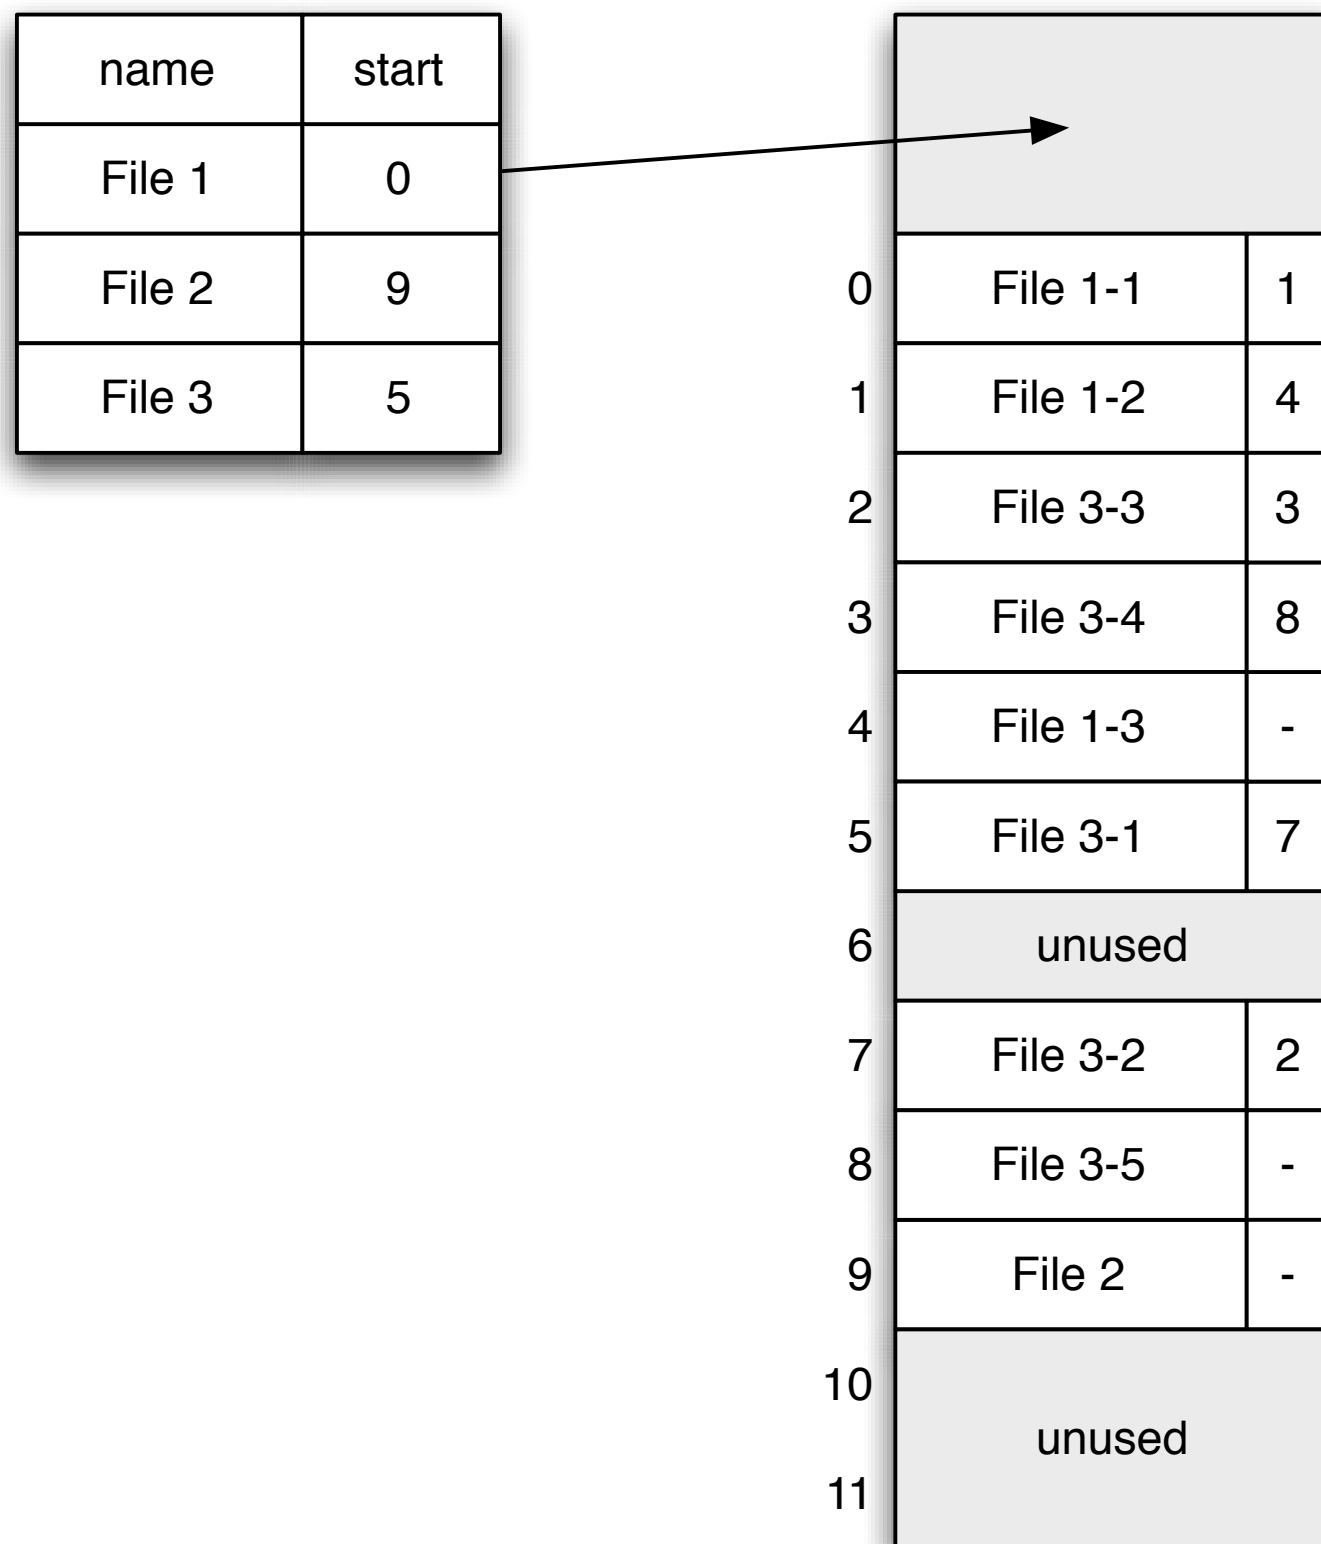 name start
File 1 0
File 2 9
File 3 5
0 File 1-1 1
1 File 1-2 4
2 File 3-3 3
3 File 3-4 8
4 File 1-3 -
5 File 3-1 7
6 unused
7 File 3-2 2
8 File 3-5 -
9 File 2 -
10
unused
11